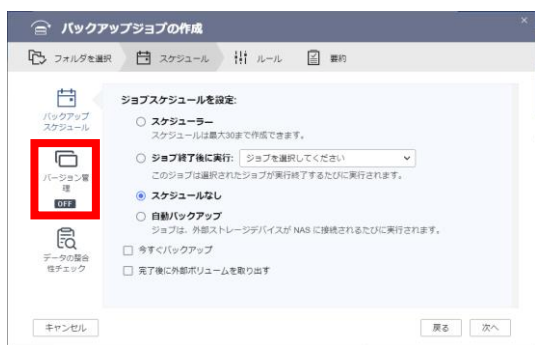 バックアップジョブの作成
フォルダを選択 スケジュール ルール 要約
バックアップ
スケジュール
バージョン管
理
OFF
データの整合
性チェック
ジョブスケジュールを設定:
スケジューラー
スケジュールは最大30まで作成できます。
ジョブ終了後に実行: ジョブを選択してください
このジョブは選択されたジョブが実行終了するたびに実行されます。
スケジュールなし
自動バックアップ
ジョブは、外部ストレージデバイスが NAS に接続されるたびに実行されます。
今すぐバックアップ
完了後に外部ボリュームを取り出す
キャンセル 戻る 次へ